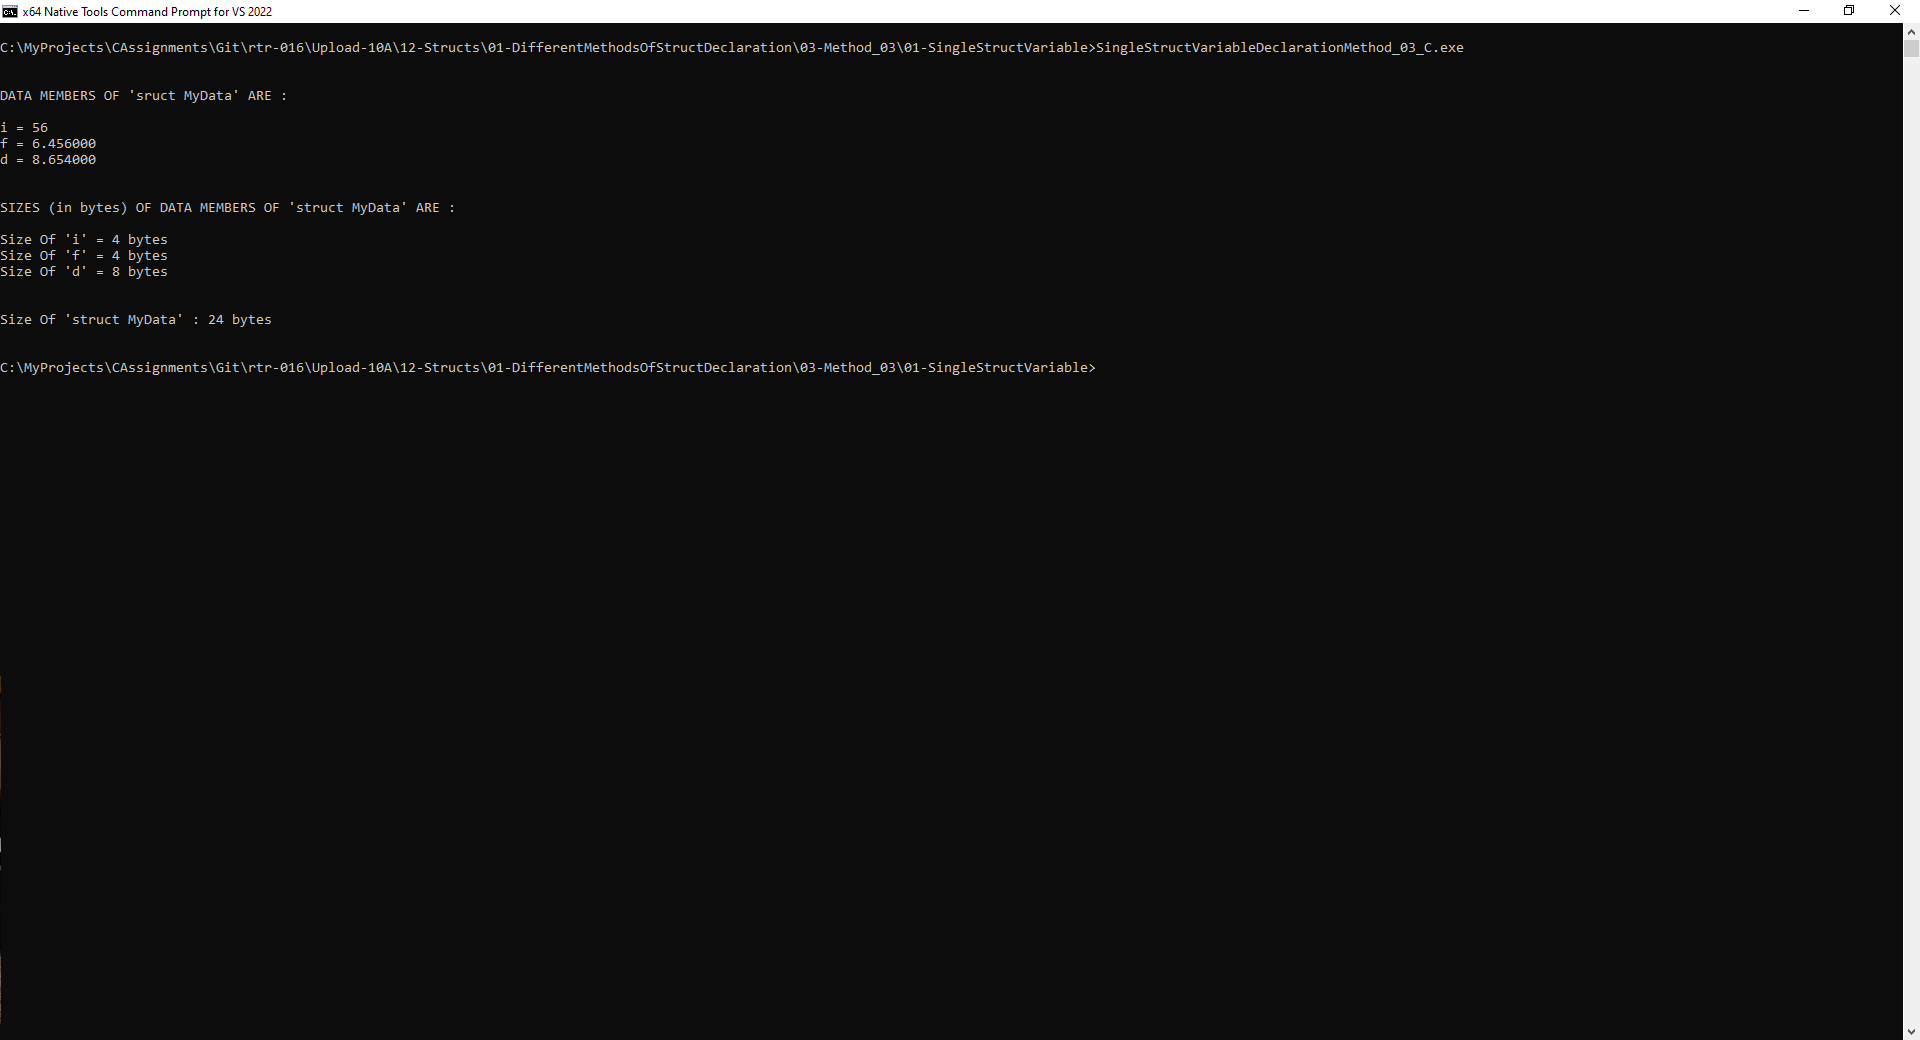 x64 Native Tools Command Prompt for VS 2022
C:\MyProjects\CAssignments\Git\rtr-016\Upload-10A\12-Structs\01-DifferentMethodsOfStructDeclaration\03-Method_03\01-SingleStructVariable>SingleStructVariableDeclarationMethod_03_C.exe
DATA MEMBERS OF 'sruct MyData' ARE :
i = 56
f = 6.456000
d = 8.654000
SIZES (in bytes) OF DATA MEMBERS OF 'struct MyData' ARE :
Size Of 'i' = 4 bytes
Size Of 'f' = 4 bytes
Size Of 'd' = 8 bytes
Size Of 'struct MyData' : 24 bytes
C:\MyProjects\CAssignments\Git\rtr-016\Upload-10A\12-Structs\01-DifferentMethodsOfStructDeclaration\03-Method_03\01-SingleStructVariable>